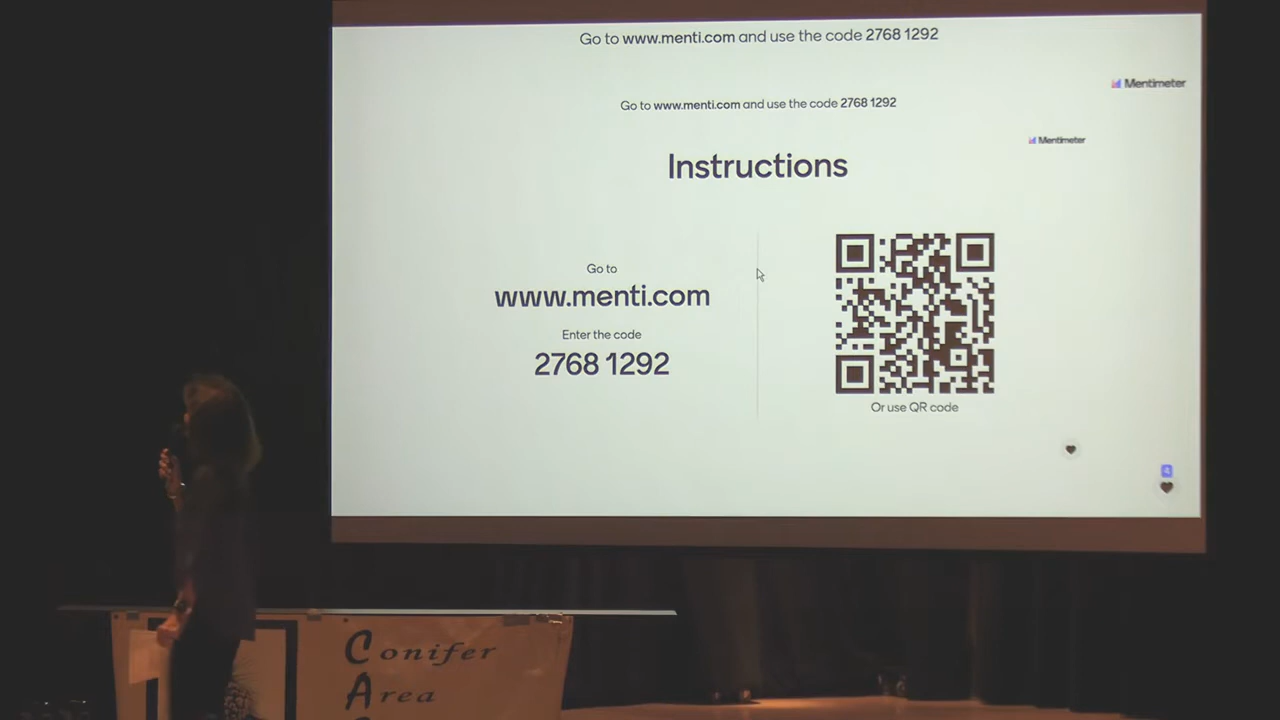 Go to www.menti.com and use the code 2768 1292
Mentimeter
Go to www.menti.com and use the code 2768 1292
Mentimeter
Instructions
Go to
www.menti.com
Enter the code
2768 1292
Or use QR code
Conifer
Area